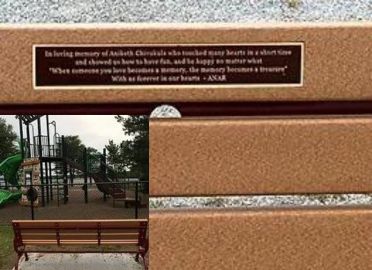 In loving memory of Aniketh Chivukula who touched many hearts in a short time
and showed us how to have fun, and be happy no matter what
"When someone you love becomes a memory, the memory becomes a treasure"
With us forever in our hearts - ANAR